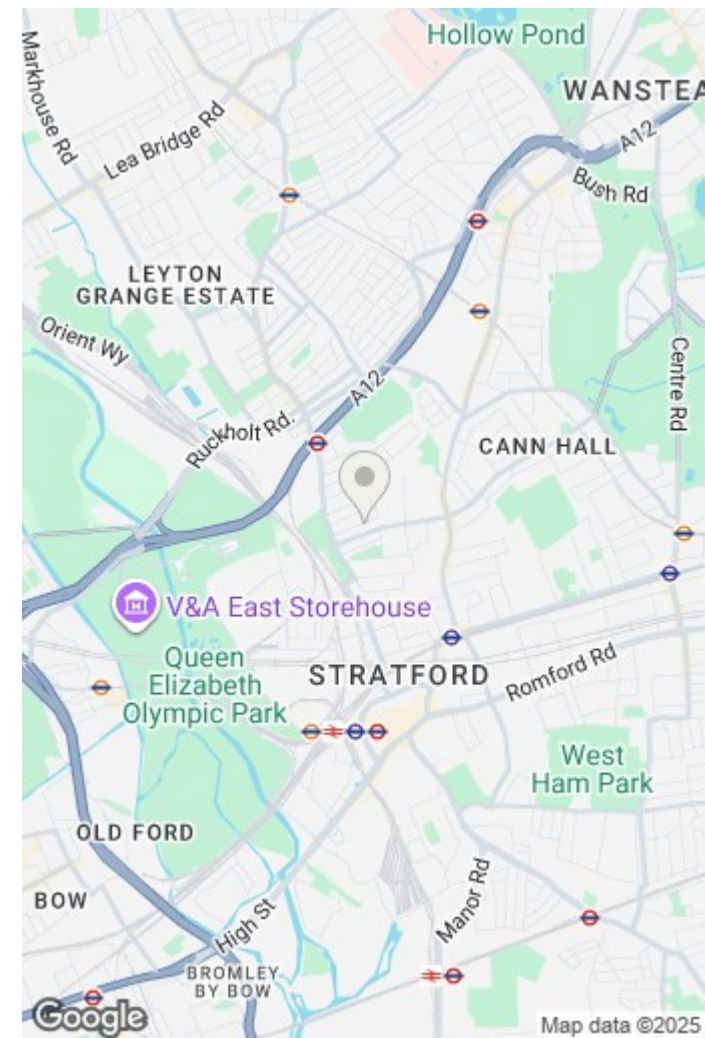 Hollow Pond
WANSTEA
Markhouse Rd
Lea Bridge Rd
A12
Bush Rd
LEYTON
GRANGE ESTATE
Orient Wy
Centre Rd
A12
Ruckholt Rd.
CANN HALL
V&A East Storehouse
Queen
Elizabeth
Olympic Park
STRATFORD
Romford Rd
West
Ham Park
OLD FORD
BOW
Manor Rd
High St
BROMLEY
BY BOW
Google
Map data ©2025